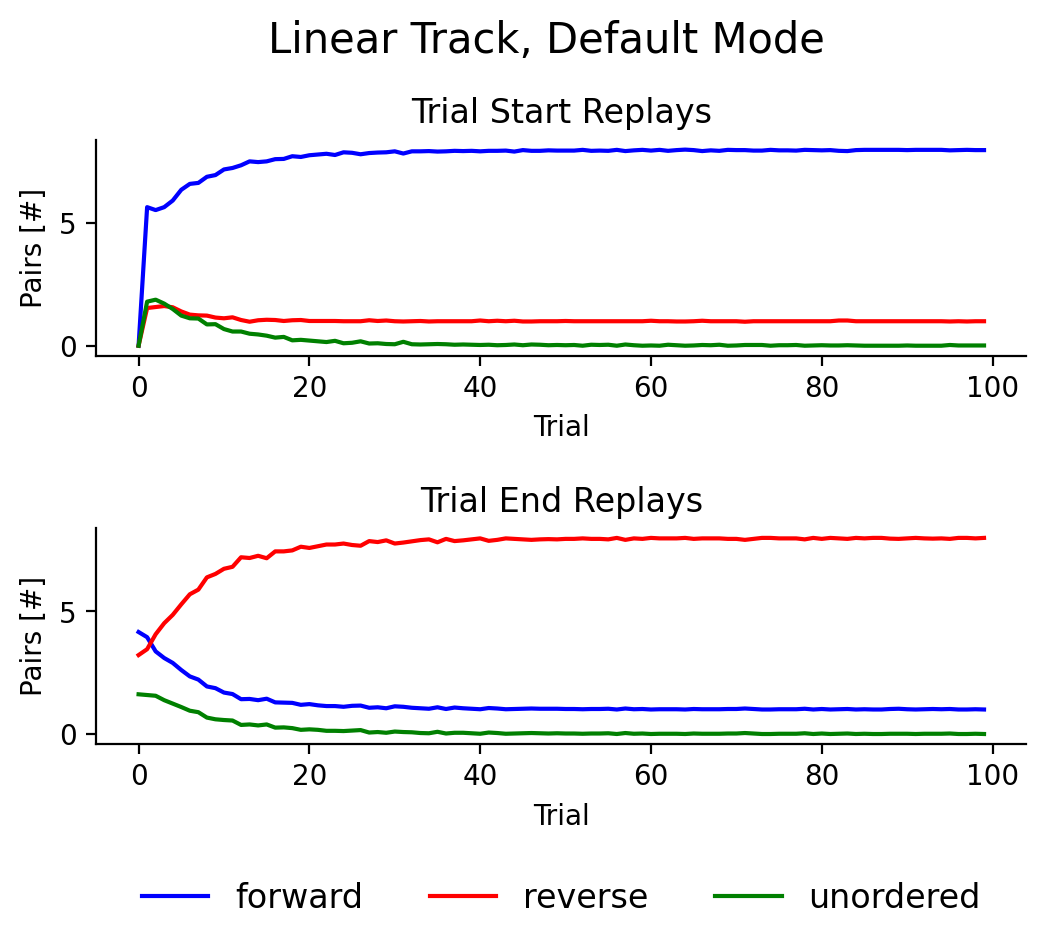 Linear Track, Default Mode
Trial Start Replays
Pairs [#]
5
0
0 20 40 60 80 100
Trial
Trial End Replays
Pairs [#]
5
0
0 20 40 60 80 100
Trial
forward reverse unordered